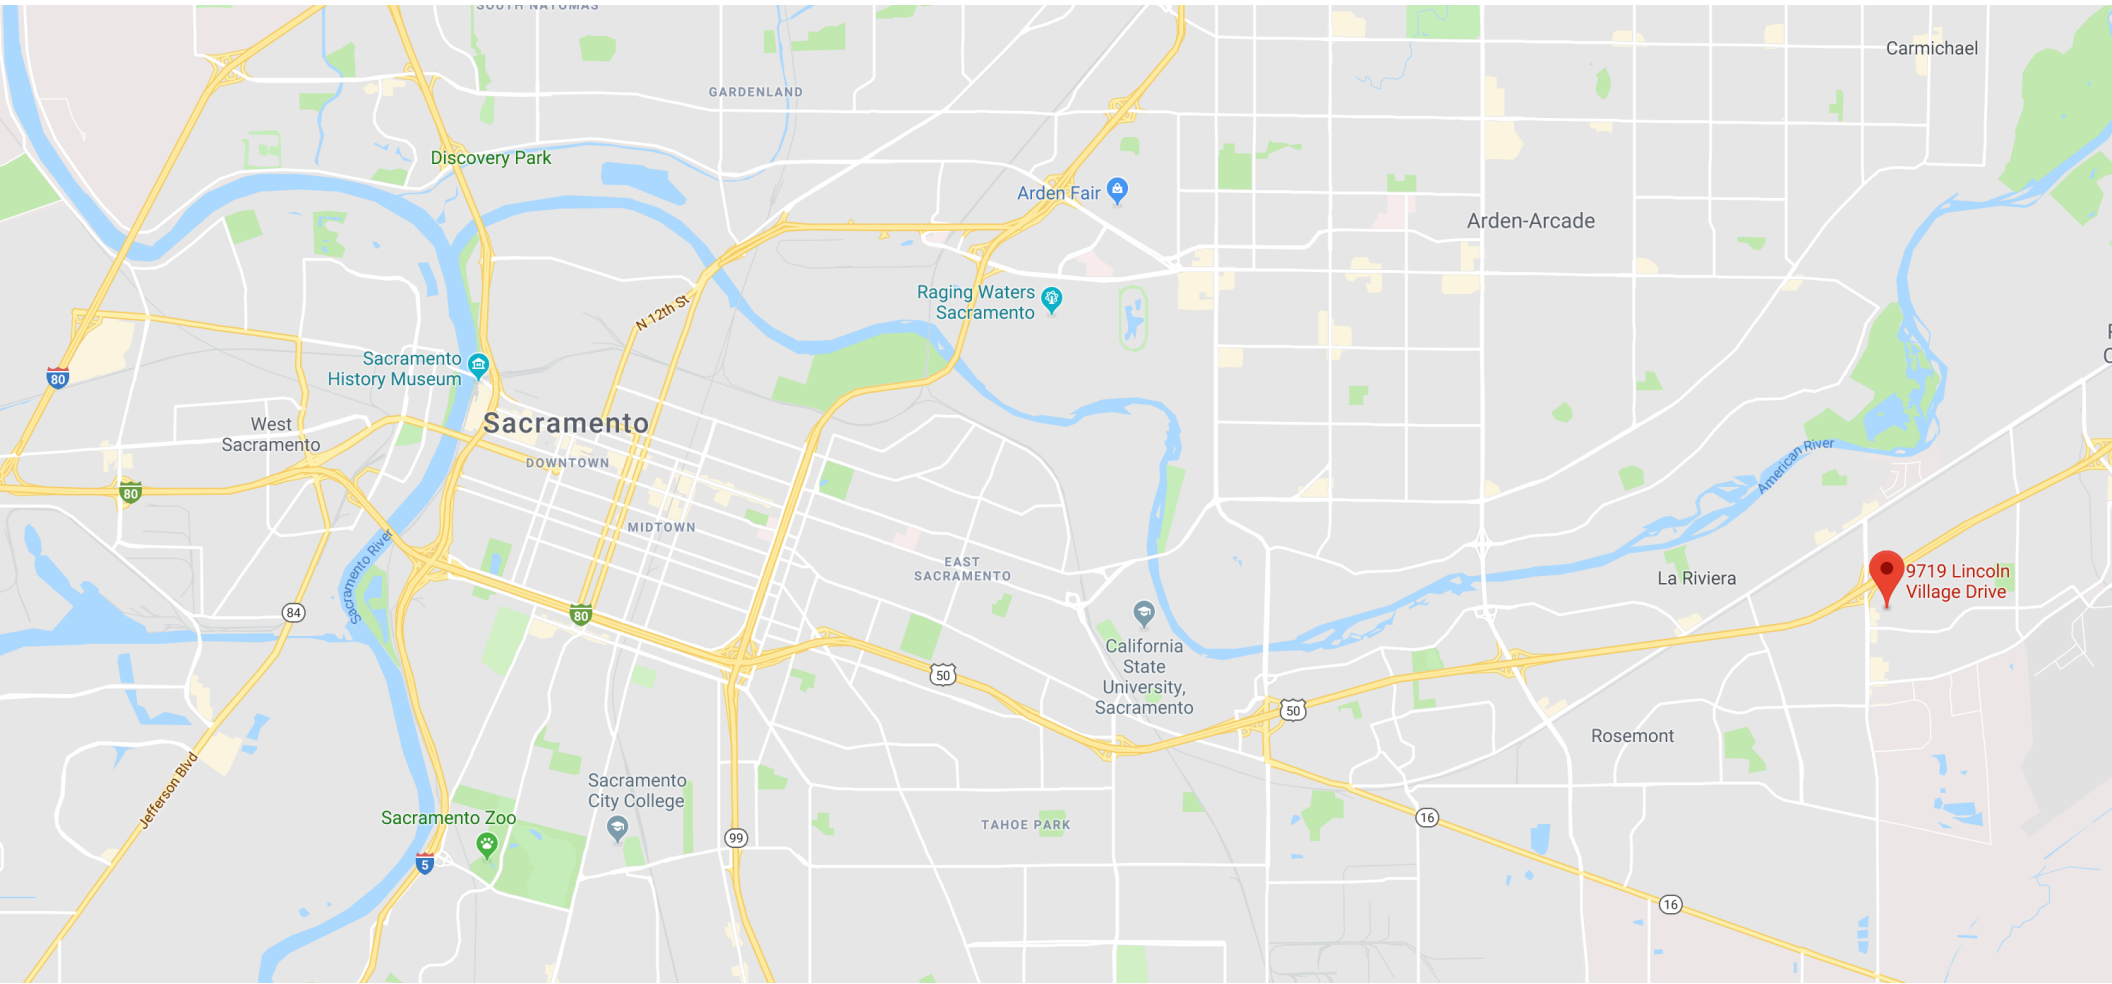 SOUTH NATOMAS
Carmichael
GARDENLAND
Discovery Park
Arden Fair
Arden-Arcade
Raging Waters
Sacramento
N 12th St
Sacramento
History Museum
80
West
Sacramento
Sacramento
DOWNTOWN
American River
80
MIDTOWN
Sacramento River
EAST
SACRAMENTO
La Riviera
9719 Lincoln
Village Drive
84
80
California
State
University,
Sacramento
50
50
Rosemont
Jefferson Blvd
Sacramento
City College
Sacramento Zoo
TAHOE PARK
16
99
5
16